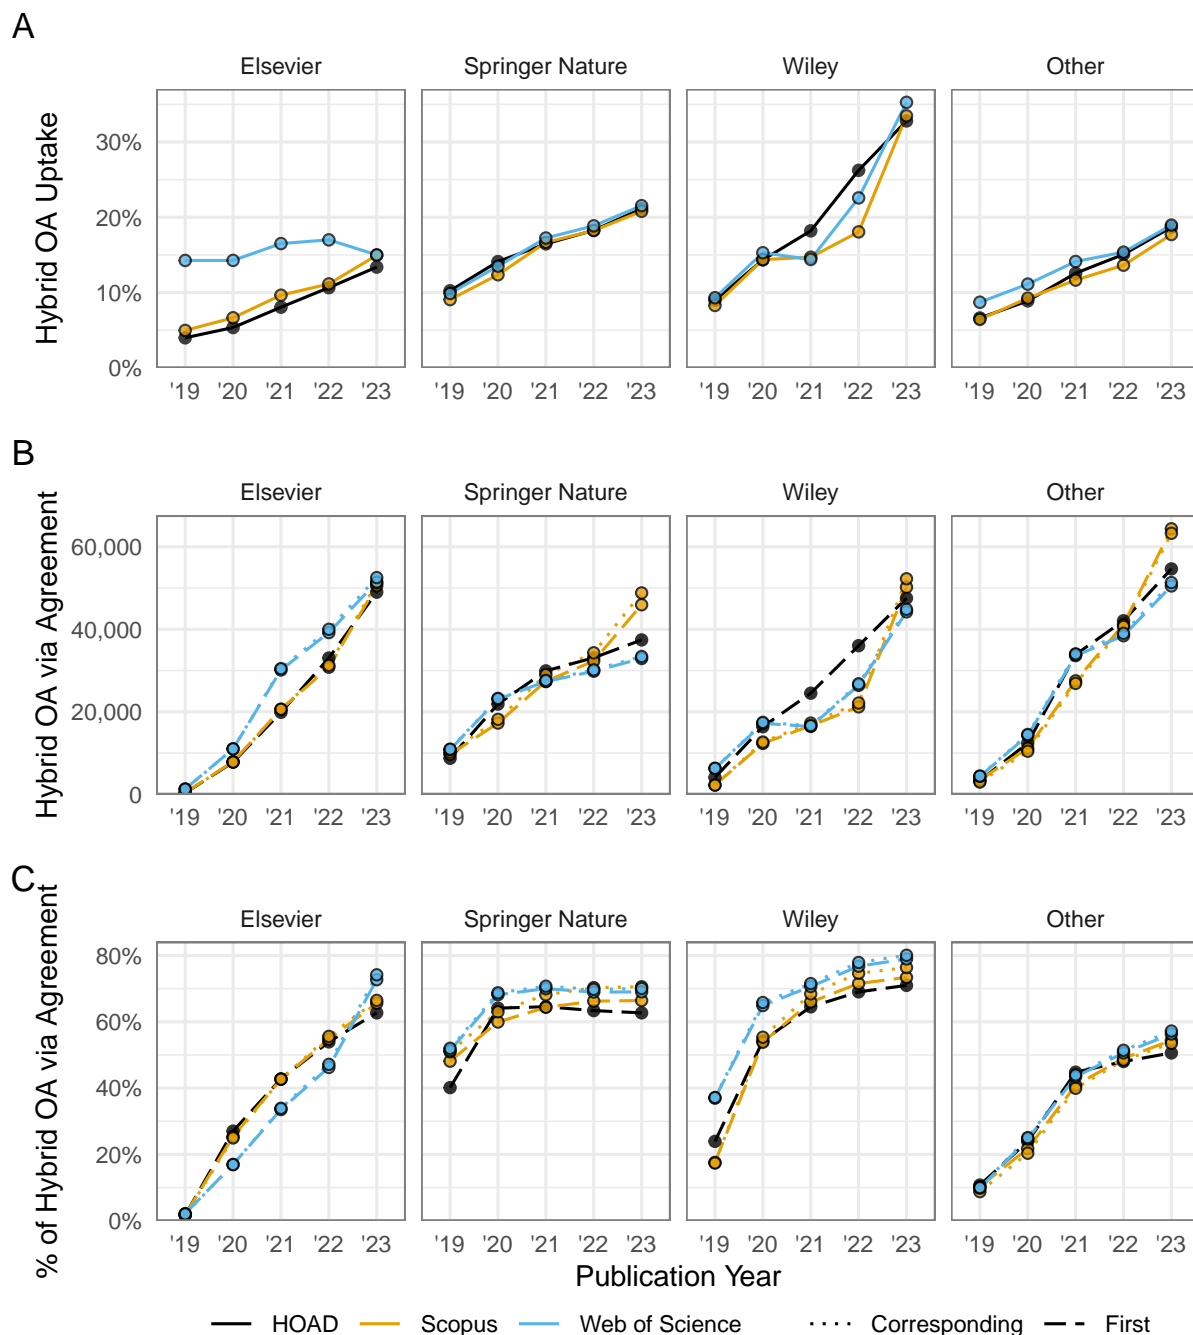 A
Elsevier Springer Nature Wiley Other
Hybrid OA Uptake
30%
20%
10%
0%
'19 '20 '21 '22 '23 '19 '20 '21 '22 '23 '19 '20 '21 '22 '23 '19 '20 '21 '22 '23
B
Elsevier Springer Nature Wiley Other
Hybrid OA via Agreement
60,000
40,000
20,000
0
'19 '20 '21 '22 '23 '19 '20 '21 '22 '23 '19 '20 '21 '22 '23 '19 '20 '21 '22 '23
C
Elsevier Springer Nature Wiley Other
% of Hybrid OA via Agreement
80%
60%
40%
20%
0%
'19 '20 '21 '22 '23 '19 '20 '21 '22 '23 '19 '20 '21 '22 '23 '19 '20 '21 '22 '23
Publication Year
HOAD Scopus Web of Science Corresponding First